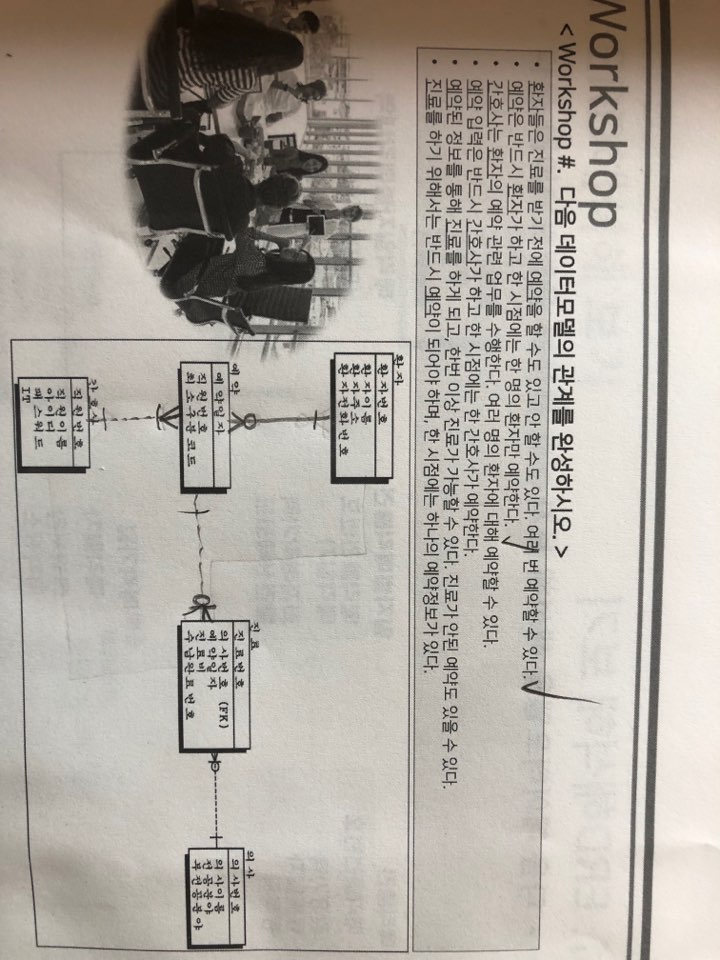 Workshop
< Workshop #. 다음 데이터모델의 관계를 완성하시오. >
• 환자들은 진료를 받기 전에 예약을 할 수도 있고 안 할 수도 있다. 여러 번 예약할 수 있다.
• 예약은 반드시 환자가 하고 한 시점에는 한 명의 환자만 예약한다.
• 간호사는 환자의 예약 관련 업무를 수행한다. 여러 명의 환자에 대해 예약할 수 있다.
• 예약 입력은 반드시 간호사가 하고 한 시점에는 한 간호사가 예약한다.
• 예약된 정보를 통해 진료를 하게 되고, 한번 이상 진료가 가능할 수 있다. 진료가 안된 예약도 있을 수 있다.
• 진료를 하기 위해서는 반드시 예약이 되어야 하며, 한 시점에는 하나의 예약정보가 있다.
환자
환자번호
환자이름
환자주소
환자전화번호
예약
예약일자
직원번호
최소구분코드
간호사
직원번호
직원이름
아이디
패스워드
IT
진료
진료번호
의사번호
예약일자 (FK)
진료비
수납완료번호
의사
의사번호
의사이름
전공분야
부전공분야